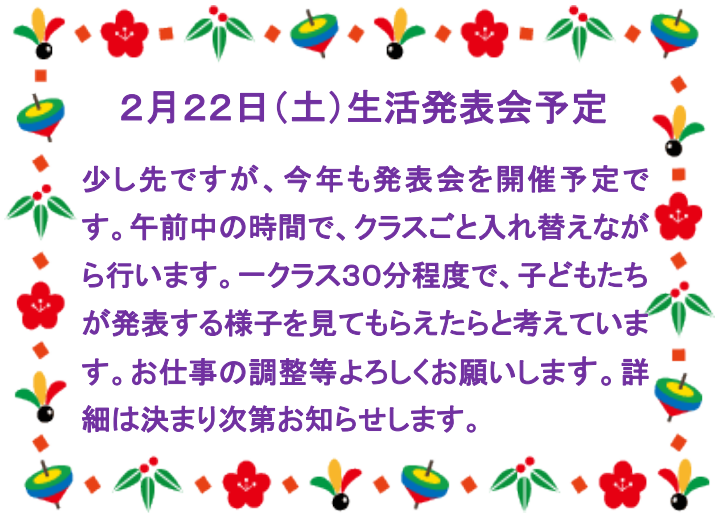 ２月２２日（土）生活発表会予定
少し先ですが、今年も発表会を開催予定で
す。午前中の時間で、クラスごと入れ替えなが
ら行います。一クラス３０分程度で、子どもたち
が発表する様子を見てもらえたらと考えていま
す。お仕事の調整等よろしくお願いします。詳
細は決まり次第お知らせします。